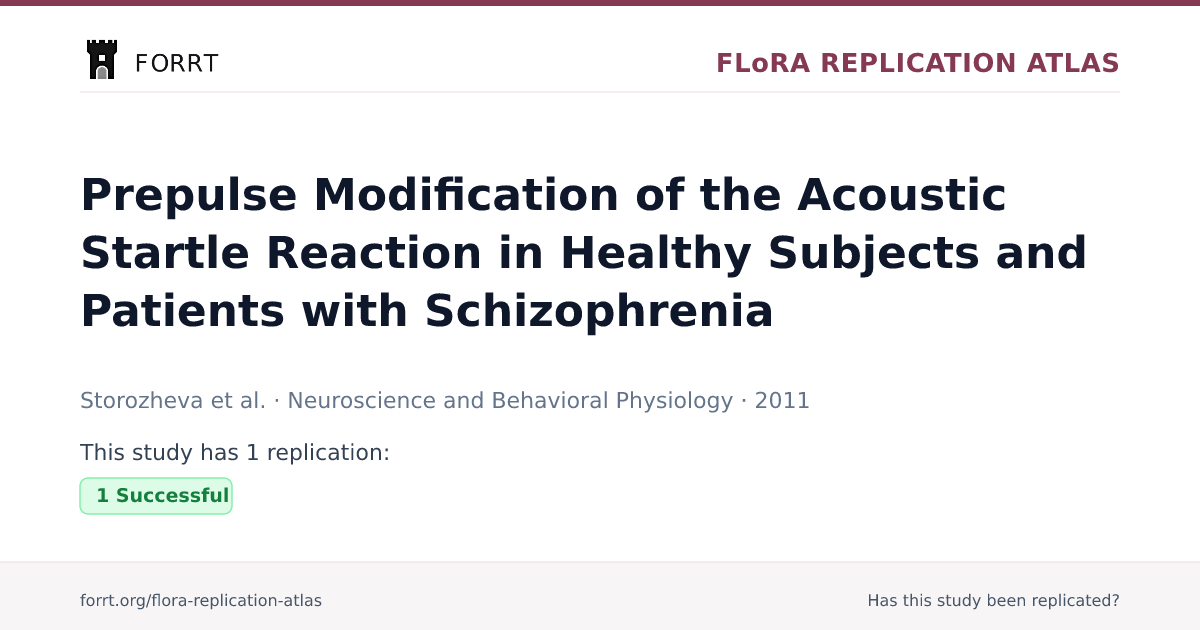 FORRT
FLoRA REPLICATION ATLAS
Prepulse Modification of the Acoustic
Startle Reaction in Healthy Subjects and
Patients with Schizophrenia
Storozheva et al. · Neuroscience and Behavioral Physiology · 2011
This study has 1 replication:
1 Successful
forrt.org/flora-replication-atlas
Has this study been replicated?